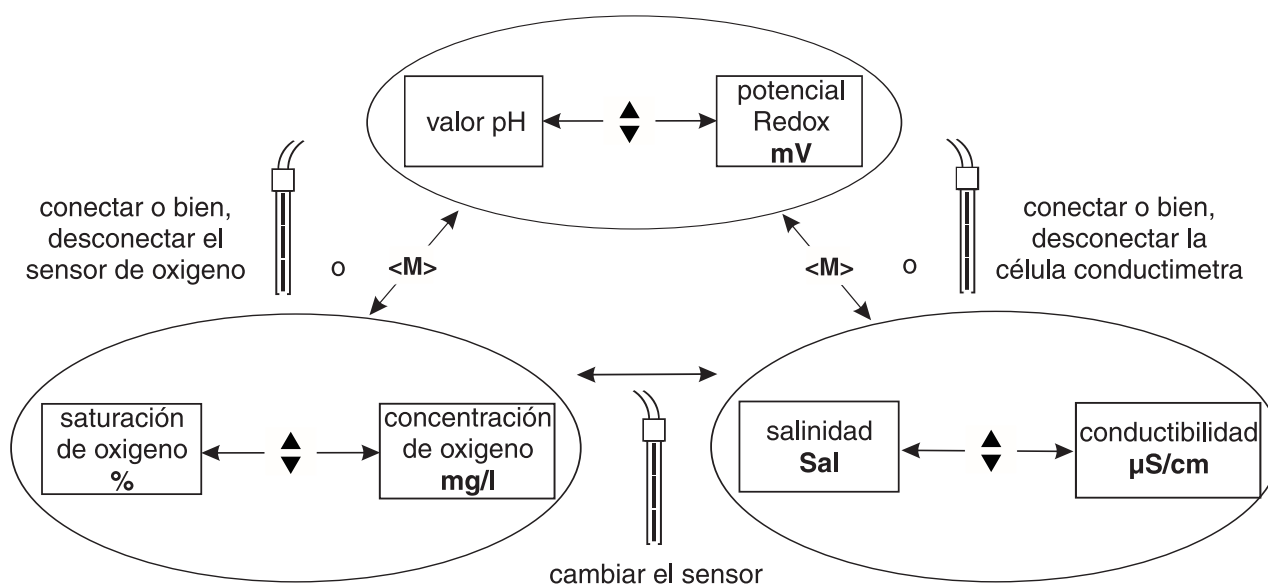 valor pH
potencial
Redox
mV
conectar o bien,
desconectar el
sensor de oxigeno
o
<M>
<M>
o
conectar o bien,
desconectar la
célula conductimetra
saturación
de oxigeno
%
concentración
de oxigeno
mg/l
salinidad
Sal
conductibilidad
µS/cm
cambiar el sensor